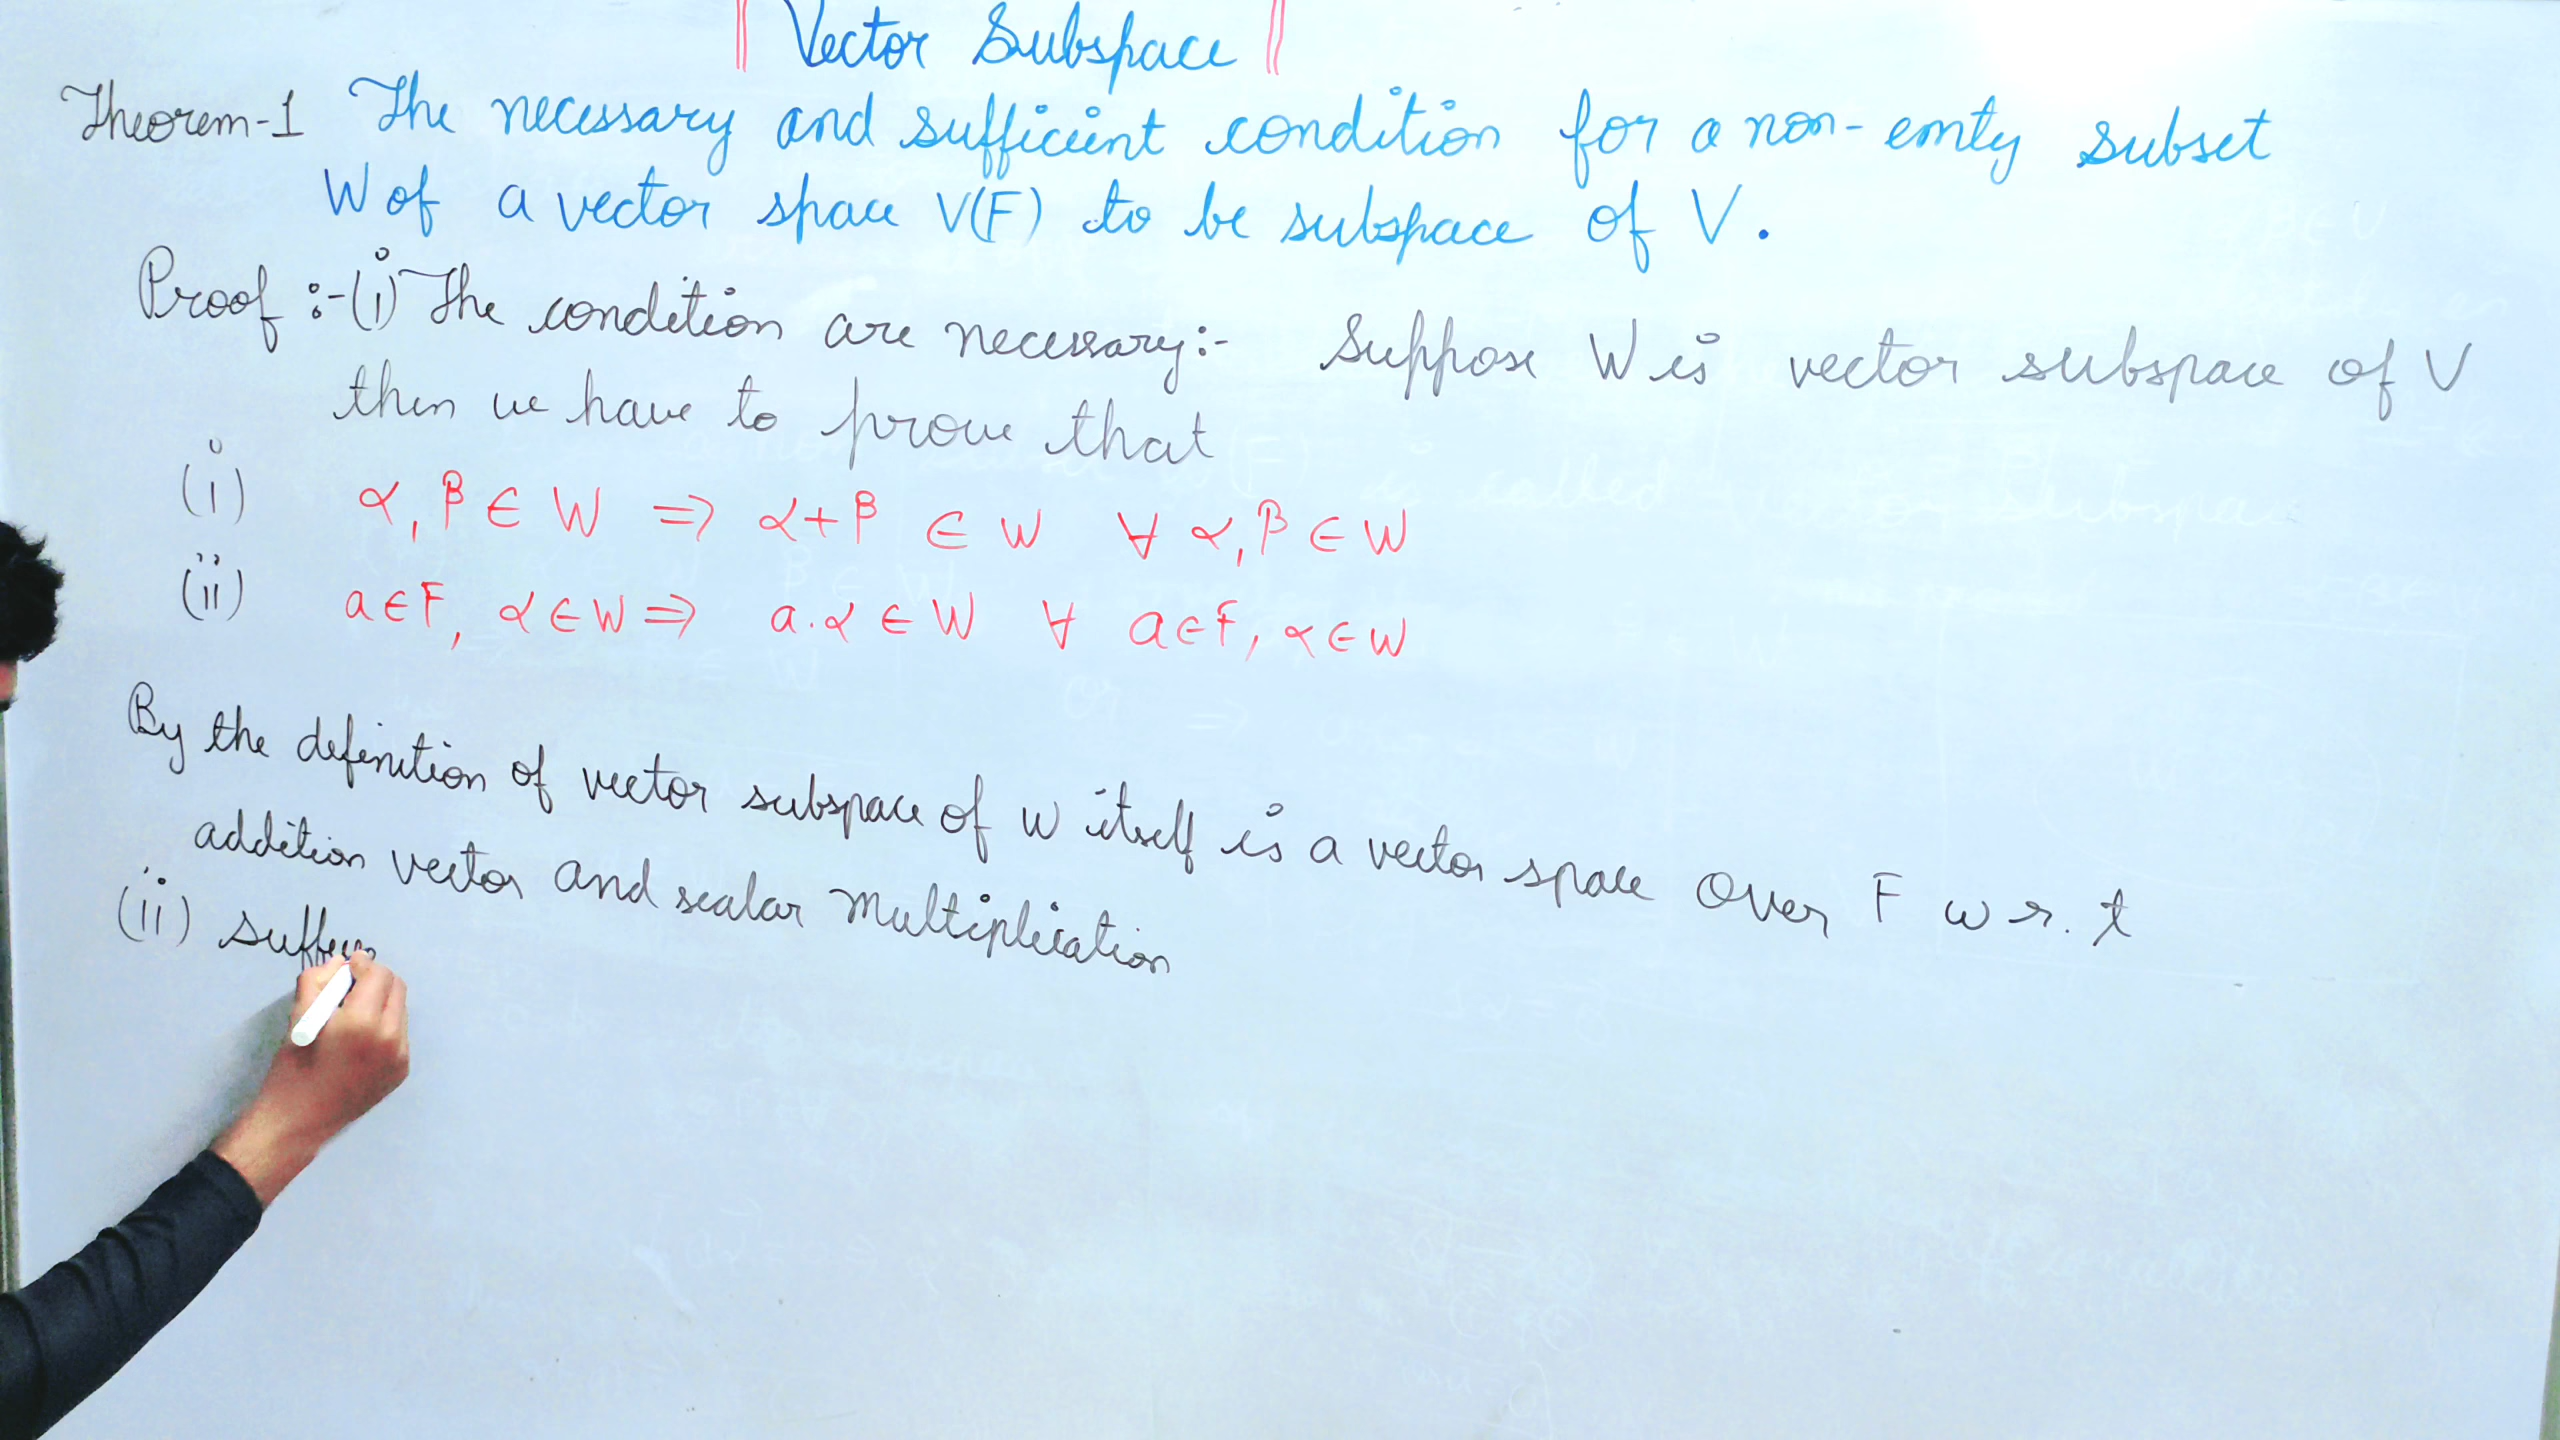 || Vector Subspace ||
Theorem-1 The necessary and sufficient condition for a non-emty subset
W of a vector space V(F) to be subspace of V.
Proof :-(i) The condition are necessary:- Suppose W is vector subspace of V
then we have to prove that
(i) α, β ∈ W ⇒ α+β ∈ W ∀ α, β ∈ W
(ii) a∈F, α∈W ⇒ a.α ∈ W ∀ a∈F, α∈W
By the definition of vector subspace of W itself is a vector space over F w r. t
addition vector and scalar multiplication
(ii)